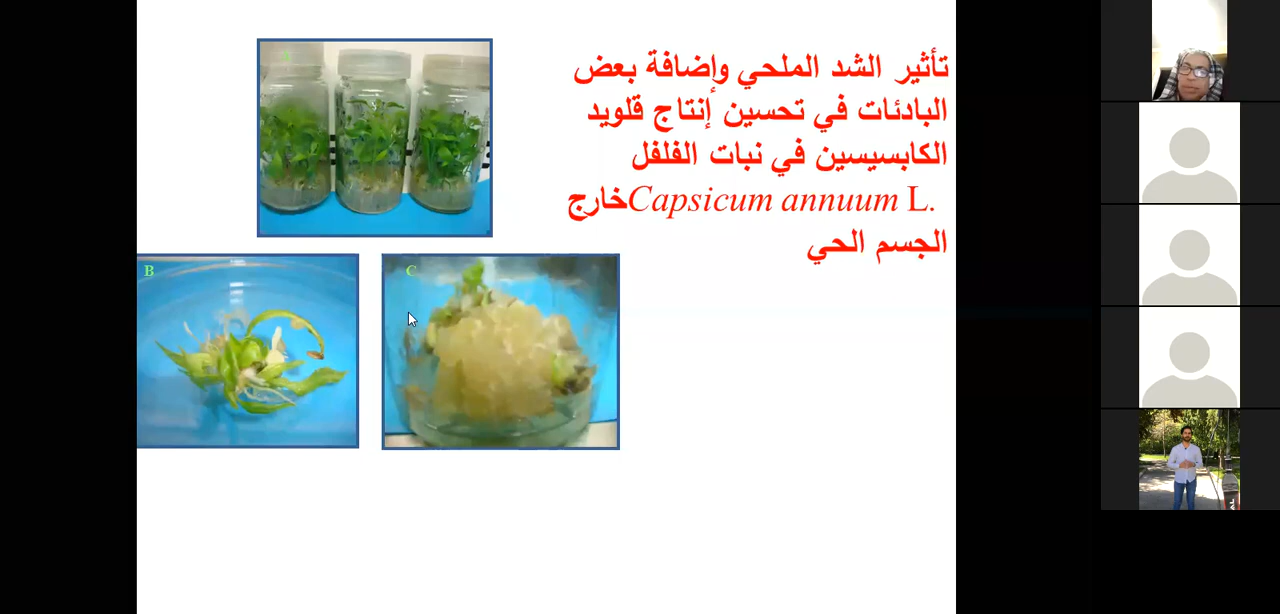 تأثير الشد الملحي وإضافة بعض
البادئات في تحسين إنتاج قلويد
الكابسيسين في نبات الفلفل
Capsicum annuum L. خارج
الجسم الحي
A
B
C